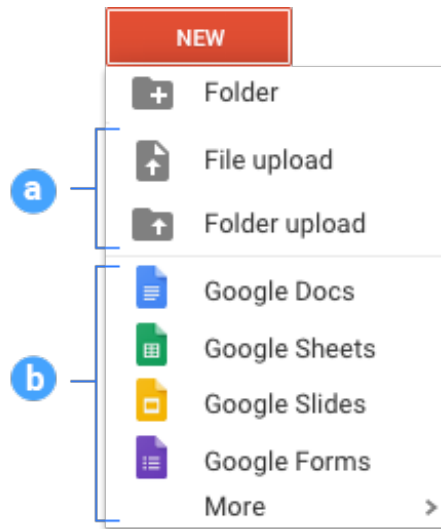 NEW
Folder
a
File upload
Folder upload
b
Google Docs
Google Sheets
Google Slides
Google Forms
More